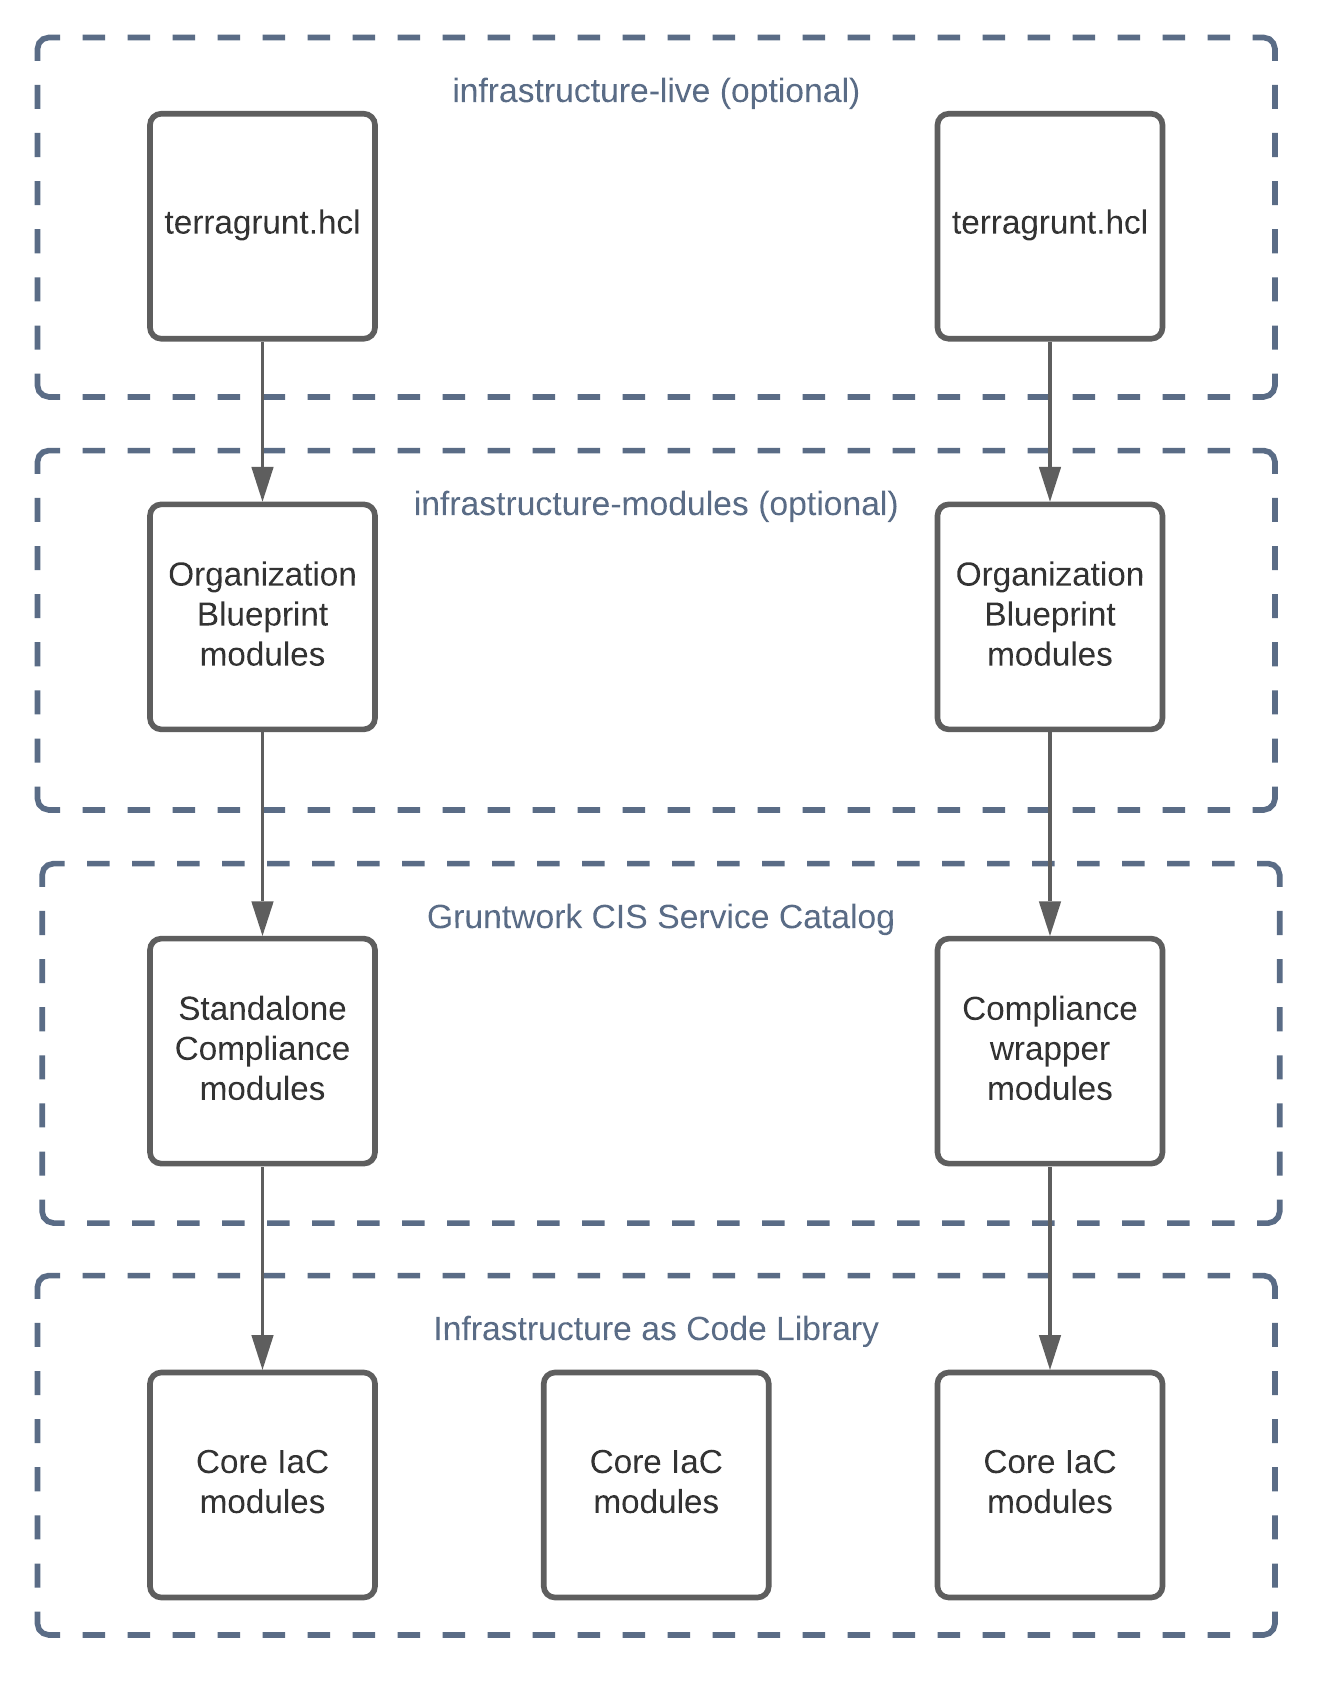 infrastructure-live (optional)
terragrunt.hcl
terragrunt.hcl
infrastructure-modules (optional)
Organization
Blueprint
modules
Organization
Blueprint
modules
Gruntwork CIS Service Catalog
Standalone
Compliance
modules
Compliance
wrapper
modules
Infrastructure as Code Library
Core IaC
modules
Core IaC
modules
Core IaC
modules